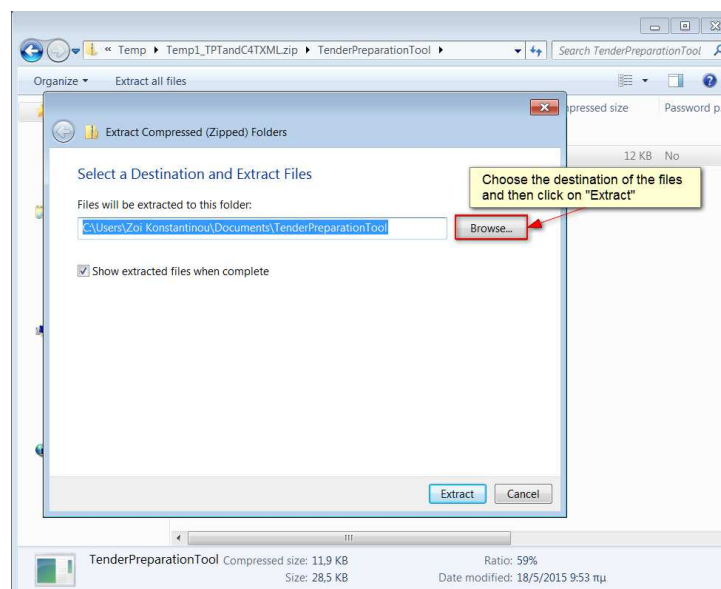 « Temp ▸ Temp1_TPTandC4TXML.zip ▸ TenderPreparationTool ▸
Search TenderPreparationTool
Organize ▾ Extract all files
Extract Compressed (Zipped) Folders
Select a Destination and Extract Files
Files will be extracted to this folder:
C:\Users\Zoi Konstantinou\Documents\TenderPreparationTool
Browse...
Show extracted files when complete
Choose the destination of the files
and then click on "Extract"
pressed size Password p
12 KB No
Extract Cancel
TenderPreparationTool Compressed size: 11,9 KB Ratio: 59%
Size: 28,5 KB Date modified: 18/5/2015 9:53 πμ